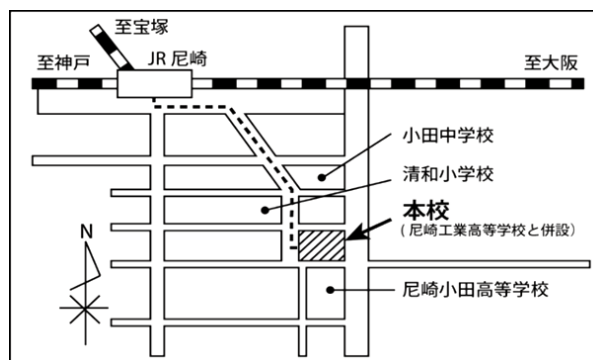 至宝塚
至神戸
JR 尼崎
至大阪
小田中学校
清和小学校
本校
(尼崎工業高等学校と併設)
N
尼崎小田高等学校